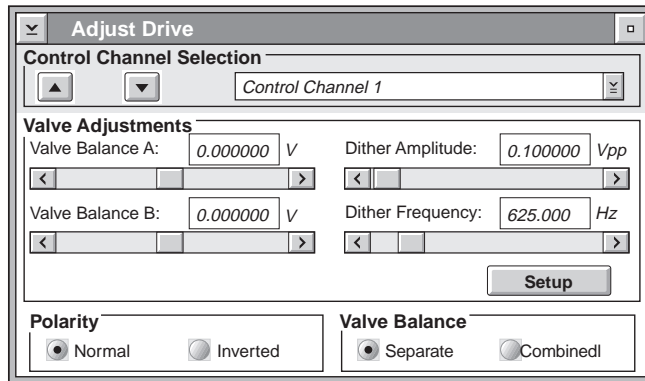 Adjust Drive
Control Channel Selection
Control Channel 1
Valve Adjustments
Valve Balance A: 0.000000 V Dither Amplitude: 0.100000 Vpp
Valve Balance B: 0.000000 V Dither Frequency: 625.000 Hz
Setup
Polarity Valve Balance
Normal Inverted Separate Combinedl